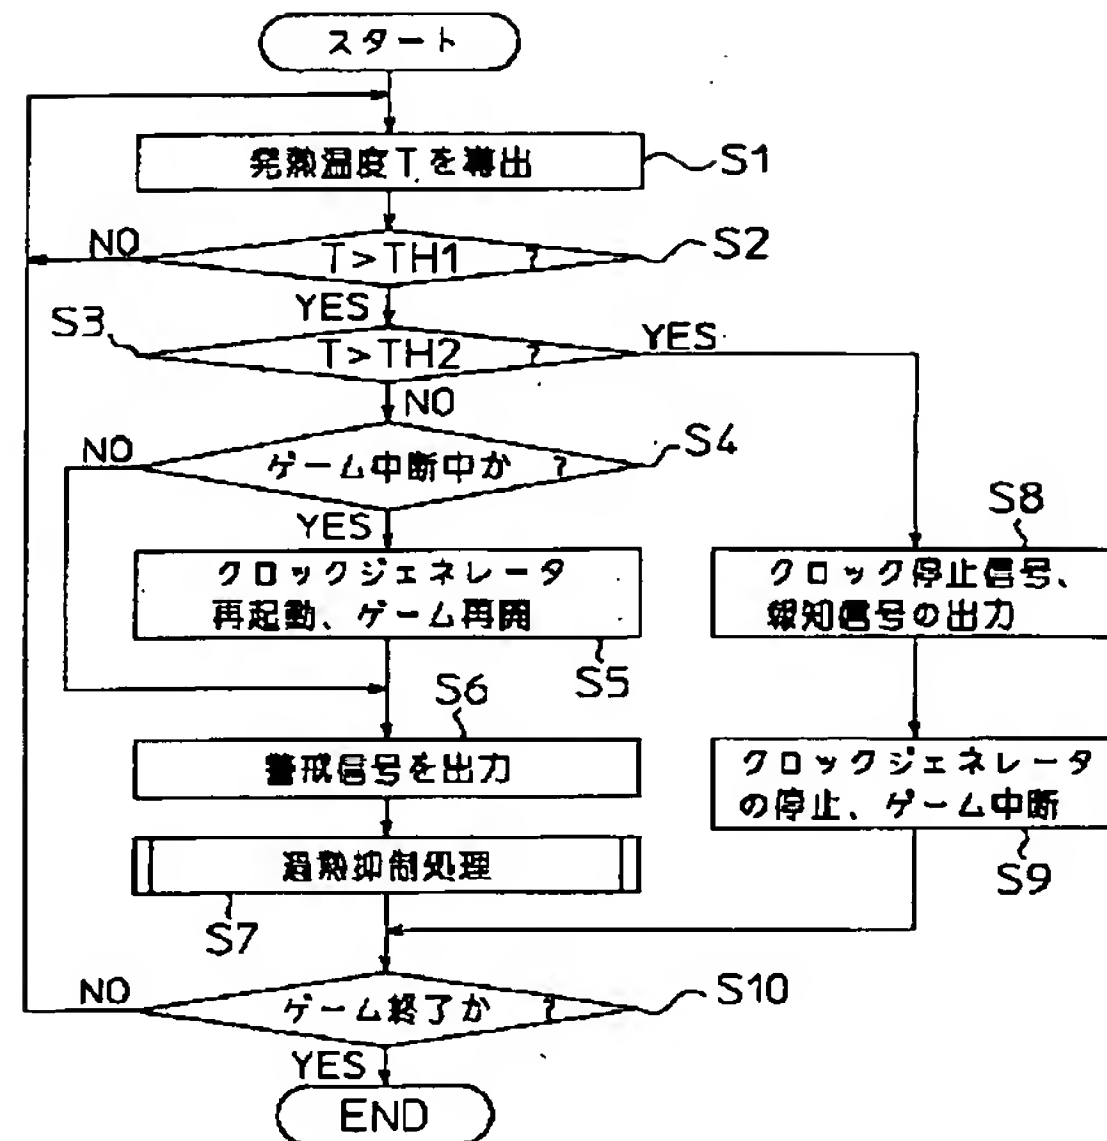 スタート
発熱温度Tを導出
S1
T>TH1 ?
S2
NO
YES
S3
T>TH2 ?
YES
NO
ゲーム中断中か ?
S4
NO
YES
クロックジェネレータ
再起動、ゲーム再開
S5
S8
クロック停止信号、
報知信号の出力
S6
警戒信号を出力
クロックジェネレータ
の停止、ゲーム中断
S9
過熱抑制処理
S7
ゲーム終了か ?
S10
NO
YES
END